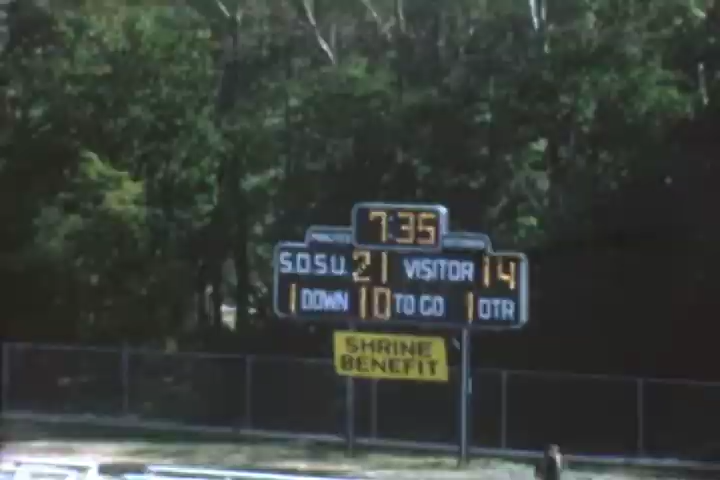 7:35
S.D.S.U. 21 VISITOR 14
1 DOWN 10 TO GO 1 QTR
SHRINE
BENEFIT